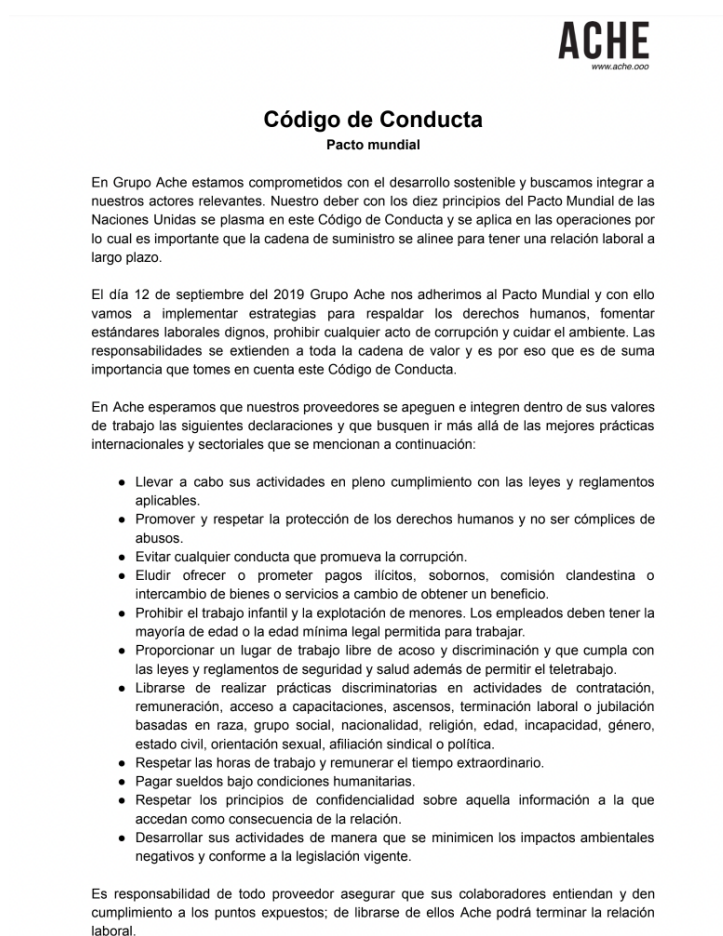 ACHE
www.ache.ooo
Código de Conducta
Pacto mundial
En Grupo Ache estamos comprometidos con el desarrollo sostenible y buscamos integrar a
nuestros actores relevantes. Nuestro deber con los diez principios del Pacto Mundial de las
Naciones Unidas se plasma en este Código de Conducta y se aplica en las operaciones por
lo cual es importante que la cadena de suministro se alinee para tener una relación laboral a
largo plazo.
El día 12 de septiembre del 2019 Grupo Ache nos adherimos al Pacto Mundial y con ello
vamos a implementar estrategias para respaldar los derechos humanos, fomentar
estándares laborales dignos, prohibir cualquier acto de corrupción y cuidar el ambiente. Las
responsabilidades se extienden a toda la cadena de valor y es por eso que es de suma
importancia que tomes en cuenta este Código de Conducta.
En Ache esperamos que nuestros proveedores se apeguen e integren dentro de sus valores
de trabajo las siguientes declaraciones y que busquen ir más allá de las mejores prácticas
internacionales y sectoriales que se mencionan a continuación:
● Llevar a cabo sus actividades en pleno cumplimiento con las leyes y reglamentos
aplicables.
● Promover y respetar la protección de los derechos humanos y no ser cómplices de
abusos.
● Evitar cualquier conducta que promueva la corrupción.
● Eludir ofrecer o prometer pagos ilícitos, sobornos, comisión clandestina o
intercambio de bienes o servicios a cambio de obtener un beneficio.
● Prohibir el trabajo infantil y la explotación de menores. Los empleados deben tener la
mayoría de edad o la edad mínima legal permitida para trabajar.
● Proporcionar un lugar de trabajo libre de acoso y discriminación y que cumpla con
las leyes y reglamentos de seguridad y salud además de permitir el teletrabajo.
● Librarse de realizar prácticas discriminatorias en actividades de contratación,
remuneración, acceso a capacitaciones, ascensos, terminación laboral o jubilación
basadas en raza, grupo social, nacionalidad, religión, edad, incapacidad, género,
estado civil, orientación sexual, afiliación sindical o política.
● Respetar las horas de trabajo y remunerar el tiempo extraordinario.
● Pagar sueldos bajo condiciones humanitarias.
● Respetar los principios de confidencialidad sobre aquella información a la que
accedan como consecuencia de la relación.
● Desarrollar sus actividades de manera que se minimicen los impactos ambientales
negativos y conforme a la legislación vigente.
Es responsabilidad de todo proveedor asegurar que sus colaboradores entiendan y den
cumplimiento a los puntos expuestos; de librarse de ellos Ache podrá terminar la relación
laboral.